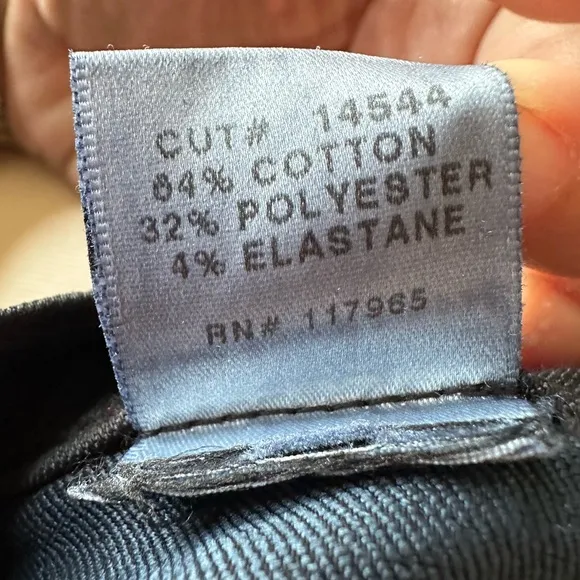 CUT# 14544
64% COTTON
32% POLYESTER
4% ELASTANE
RN# 117965